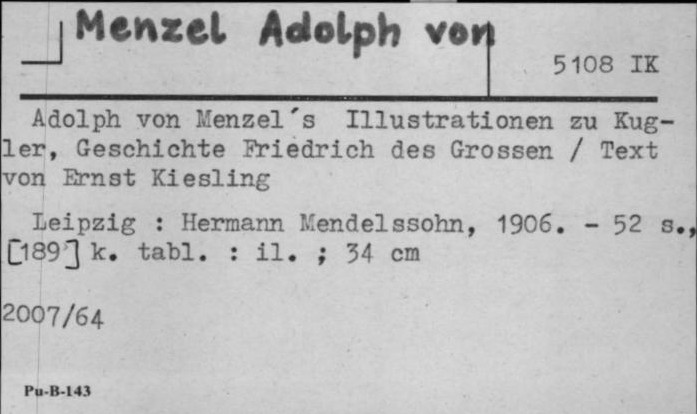 Menzel Adolph von
5108 IK
Adolph von Menzel´s Illustrationen zu Kug-
ler, Geschichte Friedrich des Grossen / Text
von Ernst Kiesling
Leipzig : Hermann Mendelssohn, 1906. - 52 s.,
[189] k. tabl. : il. ; 34 cm
2007/64
Pu-B-143